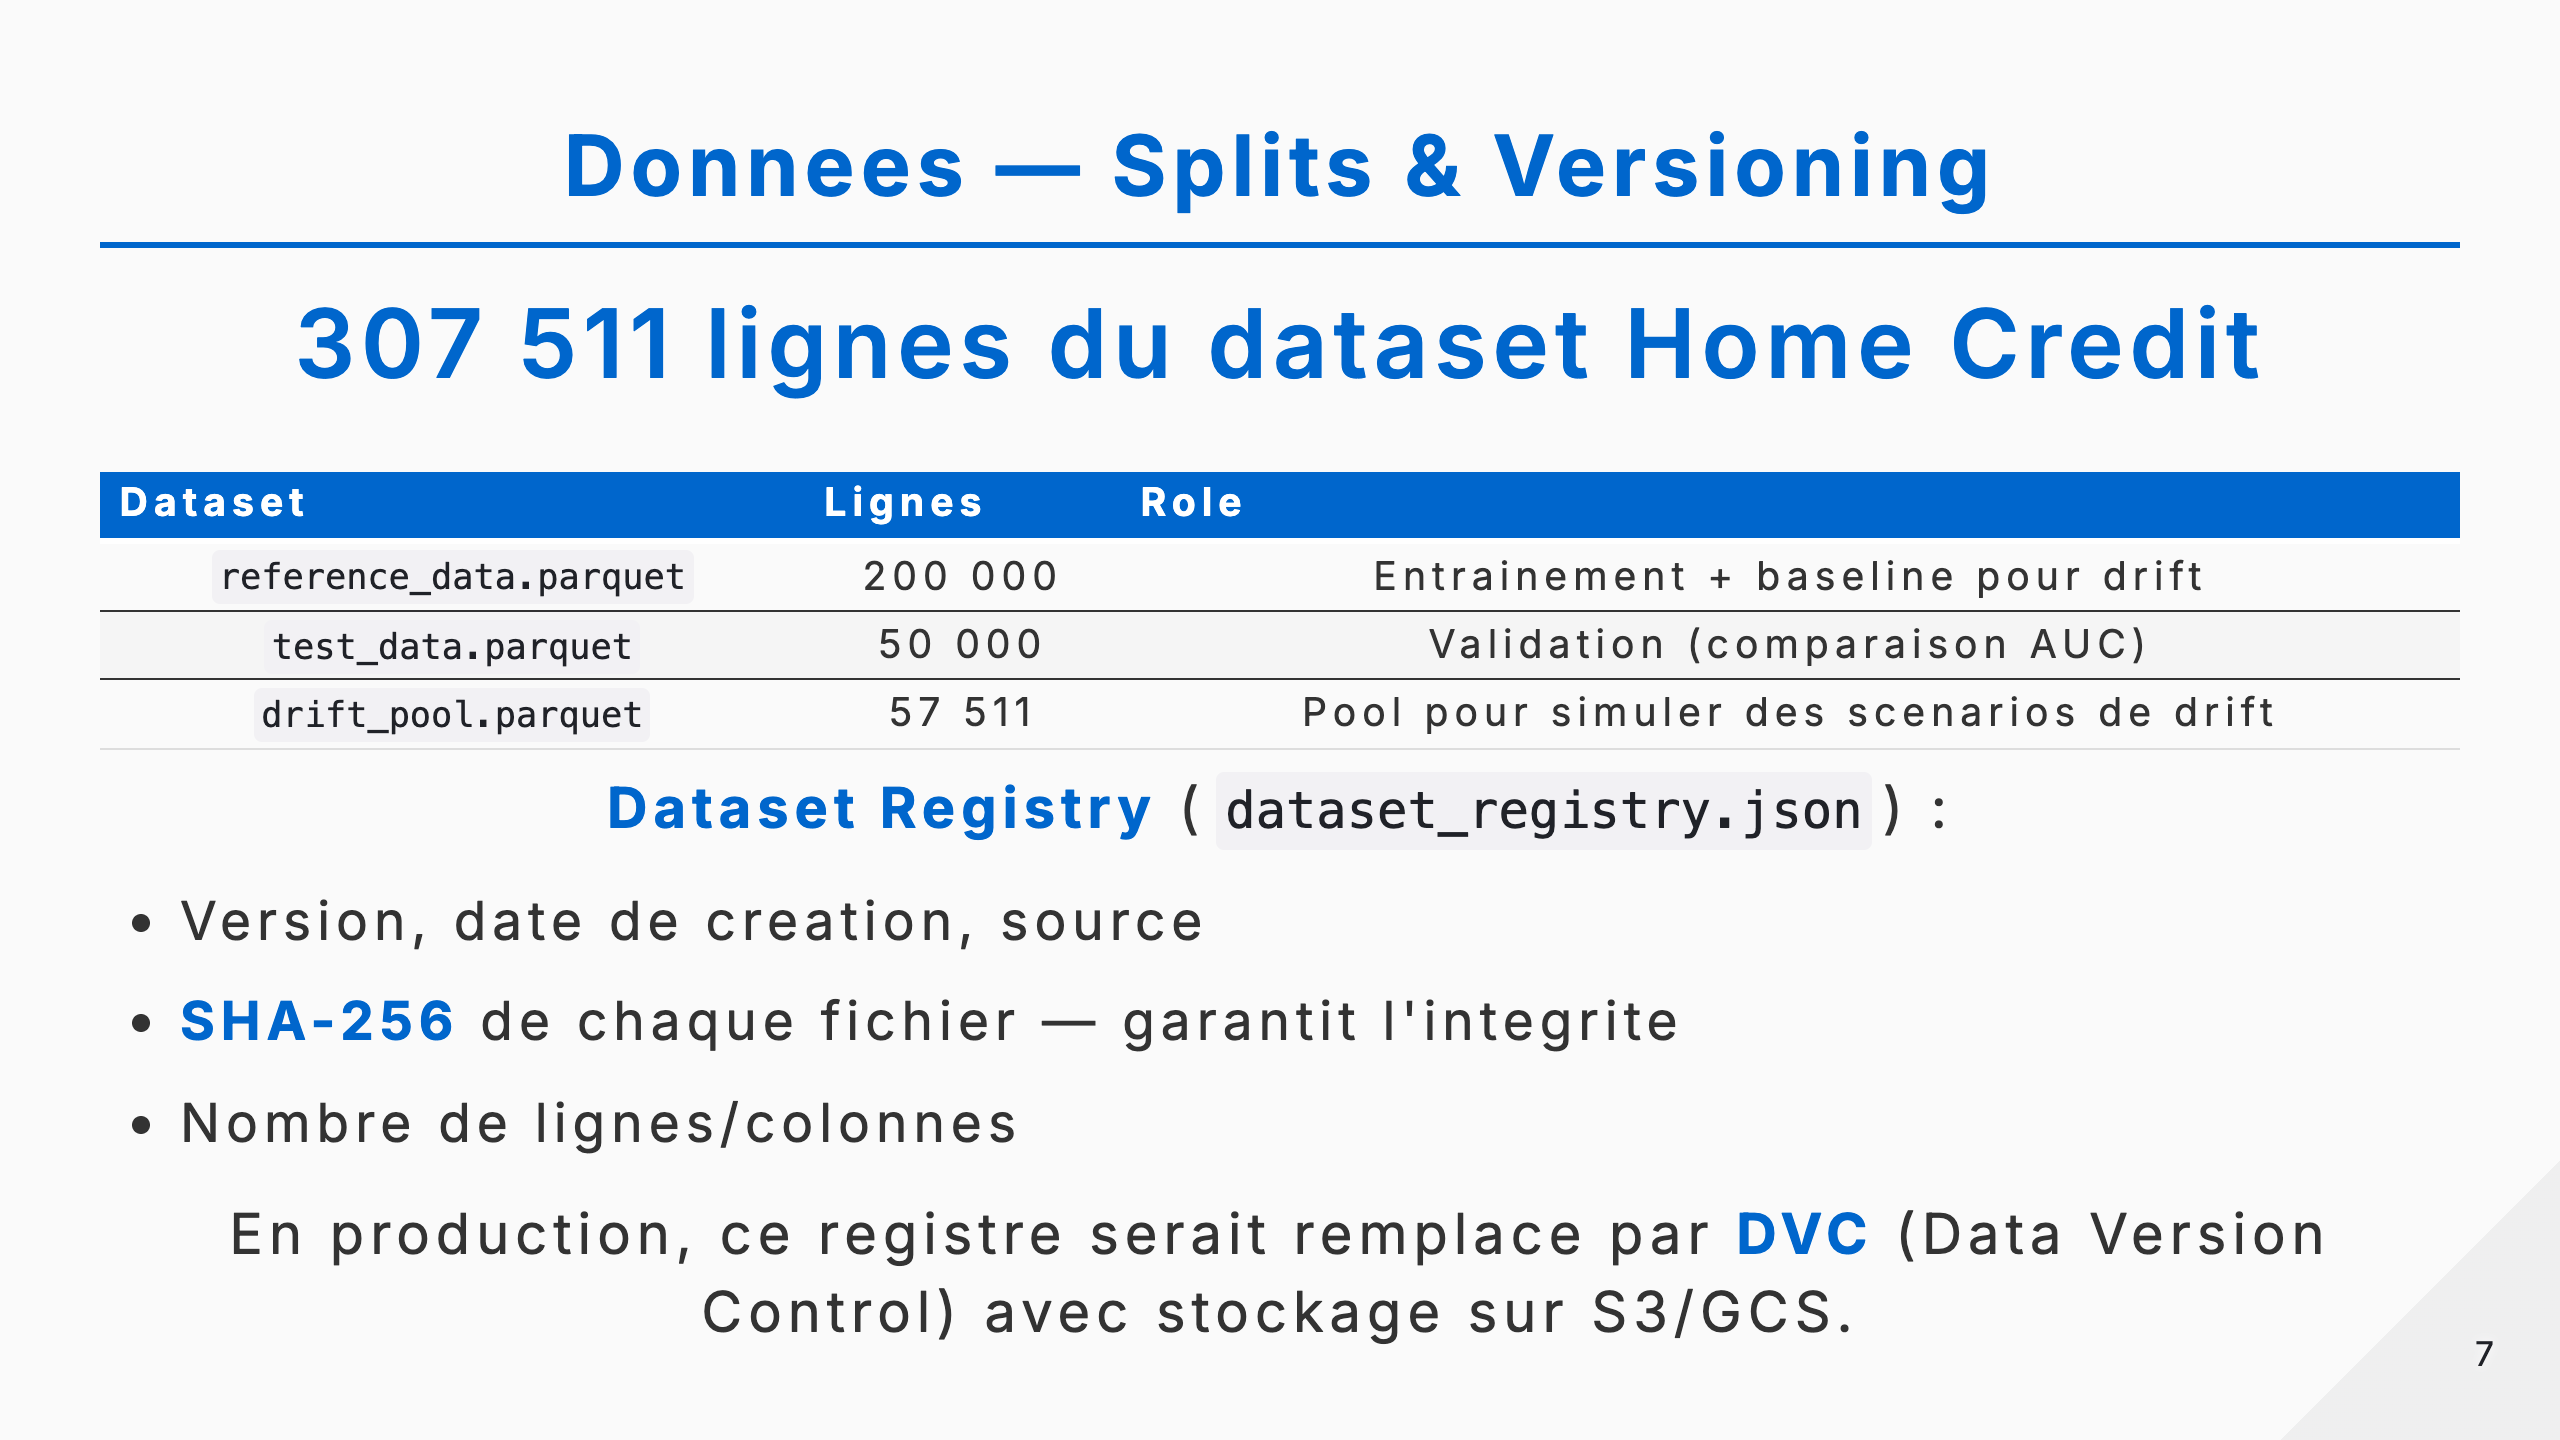 Donnees — Splits & Versioning
307 511 lignes du dataset Home Credit
Dataset Lignes Role
reference_data.parquet 200 000 Entrainement + baseline pour drift
test_data.parquet 50 000 Validation (comparaison AUC)
drift_pool.parquet 57 511 Pool pour simuler des scenarios de drift
Dataset Registry (dataset_registry.json) :
• Version, date de creation, source
• SHA-256 de chaque fichier — garantit l'integrite
• Nombre de lignes/colonnes
En production, ce registre serait remplace par DVC (Data Version
Control) avec stockage sur S3/GCS.
7